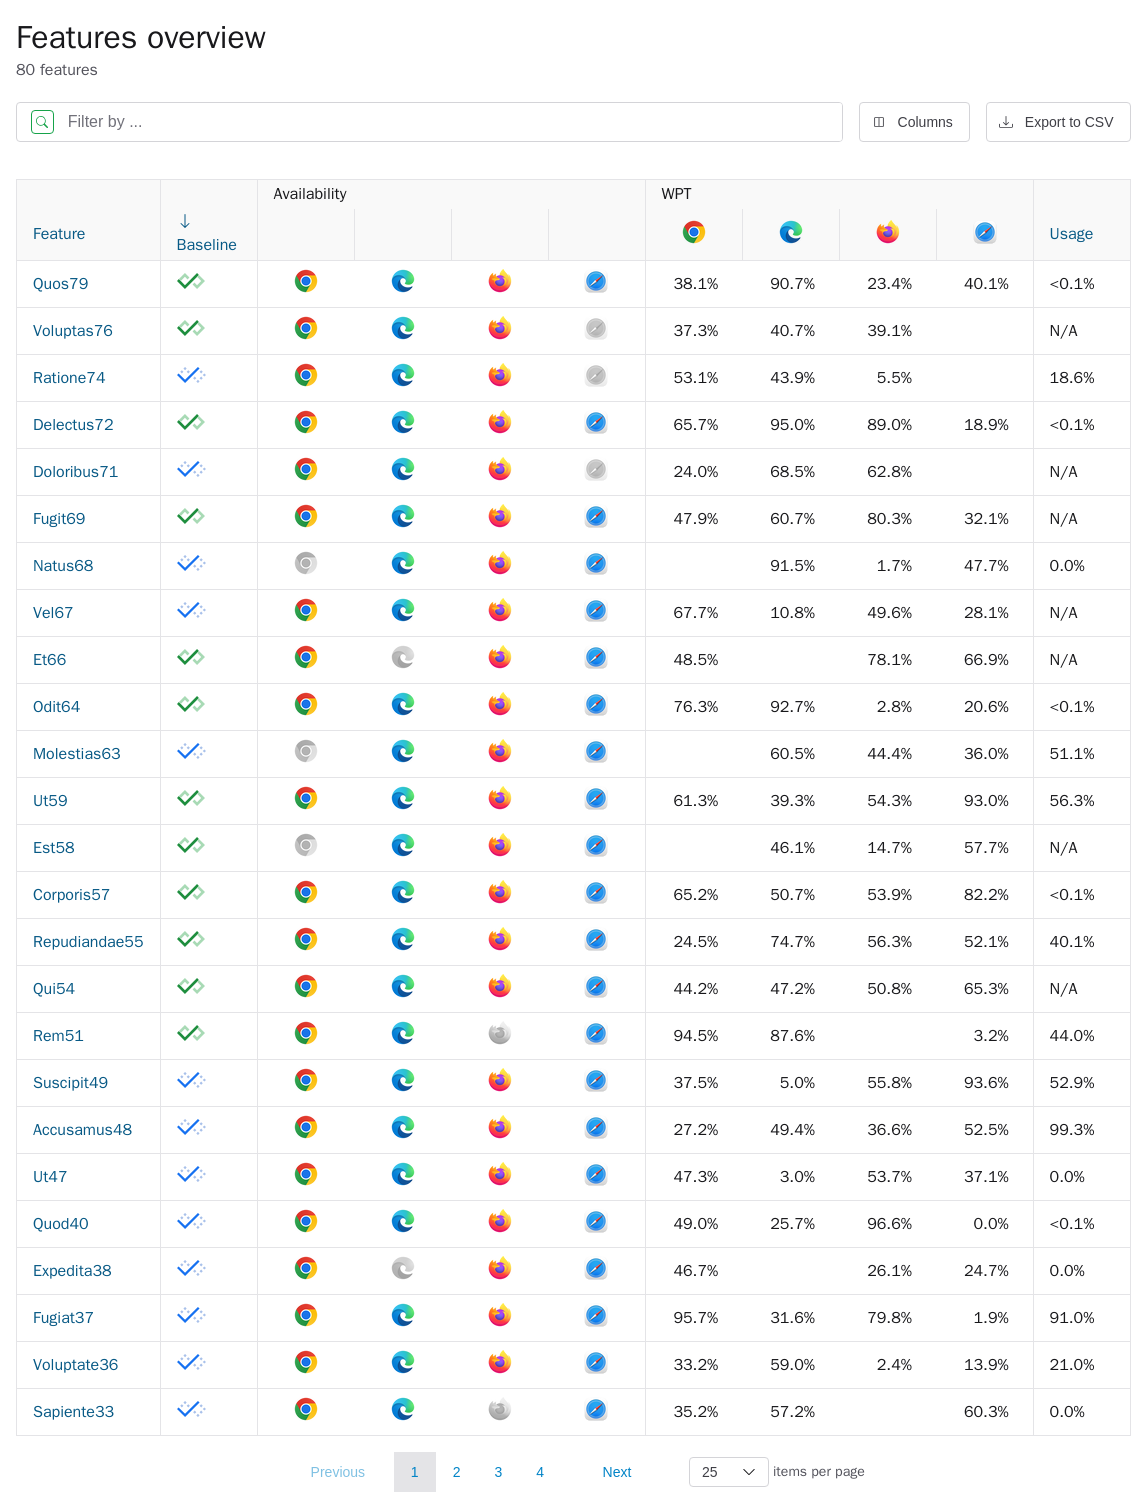 Features overview
80 features
Filter by ...
Columns
Export to CSV
Availability WPT
Feature Baseline Usage
Quos79 38.1% 90.7% 23.4% 40.1% <0.1%
Voluptas76 37.3% 40.7% 39.1% N/A
Ratione74 53.1% 43.9% 5.5% 18.6%
Delectus72 65.7% 95.0% 89.0% 18.9% <0.1%
Doloribus71 24.0% 68.5% 62.8% N/A
Fugit69 47.9% 60.7% 80.3% 32.1% N/A
Natus68 91.5% 1.7% 47.7% 0.0%
Vel67 67.7% 10.8% 49.6% 28.1% N/A
Et66 48.5% 78.1% 66.9% N/A
Odit64 76.3% 92.7% 2.8% 20.6% <0.1%
Molestias63 60.5% 44.4% 36.0% 51.1%
Ut59 61.3% 39.3% 54.3% 93.0% 56.3%
Est58 46.1% 14.7% 57.7% N/A
Corporis57 65.2% 50.7% 53.9% 82.2% <0.1%
Repudiandae55 24.5% 74.7% 56.3% 52.1% 40.1%
Qui54 44.2% 47.2% 50.8% 65.3% N/A
Rem51 94.5% 87.6% 3.2% 44.0%
Suscipit49 37.5% 5.0% 55.8% 93.6% 52.9%
Accusamus48 27.2% 49.4% 36.6% 52.5% 99.3%
Ut47 47.3% 3.0% 53.7% 37.1% 0.0%
Quod40 49.0% 25.7% 96.6% 0.0% <0.1%
Expedita38 46.7% 26.1% 24.7% 0.0%
Fugiat37 95.7% 31.6% 79.8% 1.9% 91.0%
Voluptate36 33.2% 59.0% 2.4% 13.9% 21.0%
Sapiente33 35.2% 57.2% 60.3% 0.0%
Previous 1 2 3 4 Next 25 items per page